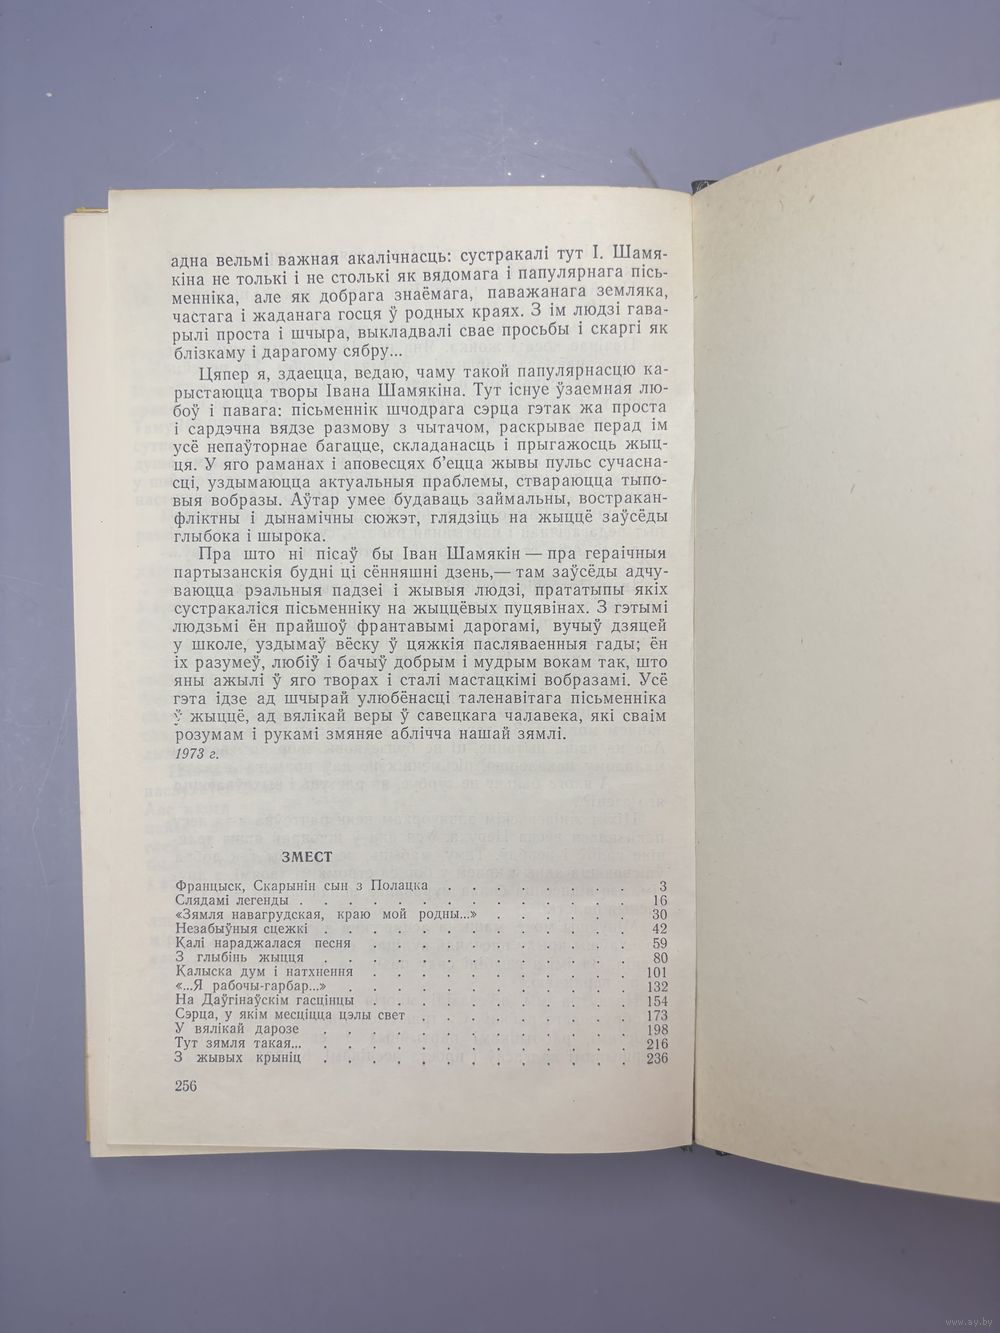 адна вельмі важная акалічнасць: сустракалі тут І. Шамя-
кіна не толькі і не столькі як вядомага і папулярнага пісь-
менніка, але як добрага знаёмага, паважанага земляка,
частага і жаданага госця ў родных краях. З ім людзі гава-
рылі проста і шчыра, выкладвалі свае просьбы і скаргі як
блізкаму і дарагому сябру...
Цяпер я, здаецца, ведаю, чаму такой папулярнасцю ка-
рыстаюцца творы Івана Шамякіна. Тут існуе ўзаемная лю-
боў і павага: пісьменнік шчодрага сэрца гэтак жа проста
і сардэчна вядзе размову з чытачом, раскрывае перад ім
усё непаўторнае багацце, складанасць і прыгажосць жыц-
ця. У яго раманах і аповесцях б'ецца жывы пульс сучасна-
сці, уздымаюцца актуальныя праблемы, ствараюцца тыпо-
выя вобразы. Аўтар умее будаваць займальны, востракан-
фліктны і дынамічны сюжэт, глядзіць на жыццё заўсёды
глыбока і шырока.
Пра што ні пісаў бы Іван Шамякін — пра гераічныя
партызанскія будні ці сённяшні дзень,— там заўсёды адчу-
ваюцца рэальныя падзеі і жывыя людзі, прататыпы якіх
сустракаліся пісьменніку на жыццёвых пуцявінах. З гэтымі
людзьмі ён прайшоў франтавымі дарогамі, вучыў дзяцей
у школе, уздымаў вёску ў цяжкія пасляваенныя гады; ён
іх разумеў, любіў і бачыў добрым і мудрым вокам так, што
яны ажылі ў яго творах і сталі мастацкімі вобразамі. Усё
гэта ідзе ад шчырай улюбёнасці таленавітага пісьменніка
ў жыццё, ад вялікай веры ў савецкага чалавека, які сваім
розумам і рукамі змяняе аблічча нашай зямлі.
1973 г.
ЗМЕСТ
Францыск, Скарынін сын з Полацка . . . . . . . . 3
Слядамі легенды . . . . . . . . . . . . . . 16
«Зямля навагрудская, краю мой родны...» . . . . . . 30
Незабыўныя сцежкі . . . . . . . . . . . . . 42
Калі нараджалася песня . . . . . . . . . . . 59
З глыбінь жыцця . . . . . . . . . . . . . 80
Калыска дум і натхнення . . . . . . . . . . . 101
«...Я рабочы-гарбар...» . . . . . . . . . . . . 132
На Даўгінаўскім гасцінцы . . . . . . . . . . . 154
Сэрца, у якім месціцца цэлы свет . . . . . . . . . 173
У вялікай дарозе . . . . . . . . . . . . . 198
Тут зямля такая... . . . . . . . . . . . . . 216
З жывых крыніц . . . . . . . . . . . . . 236
256
www.ay.by